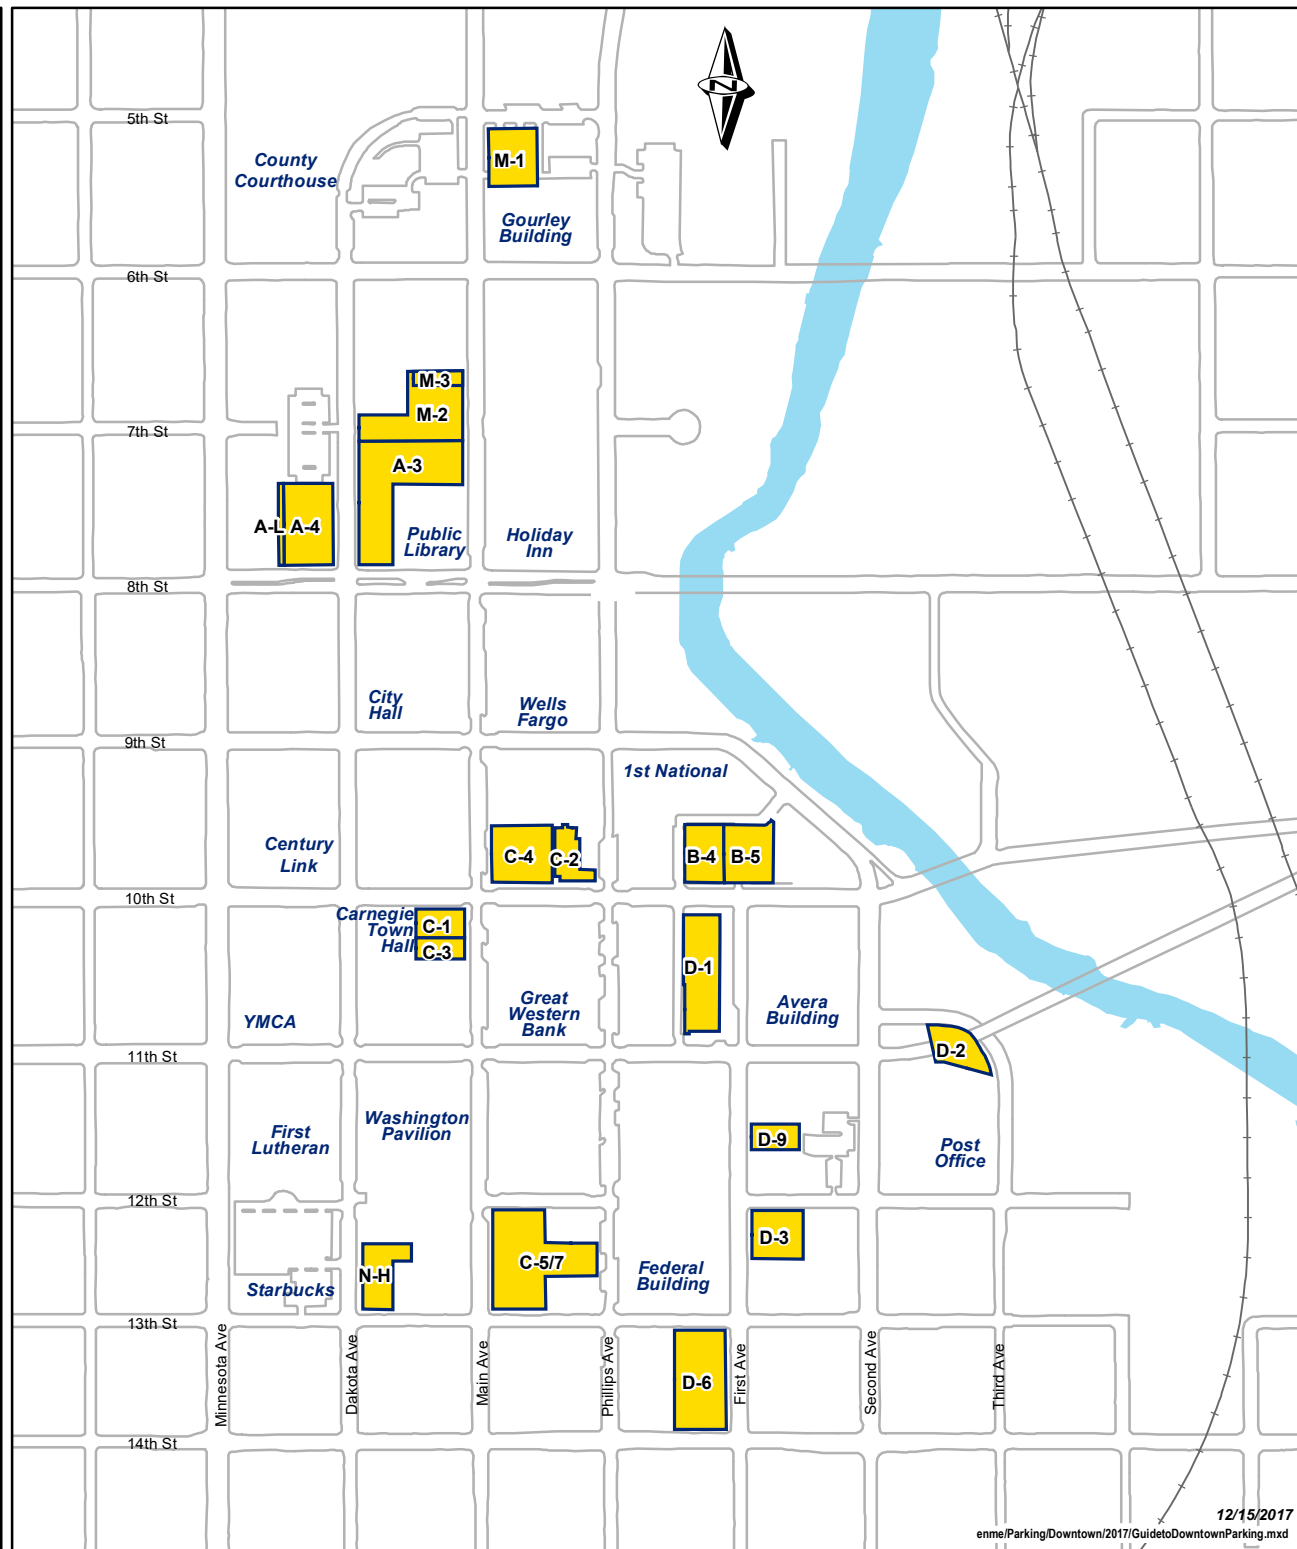 5th St
N
County
Courthouse
M-1
Gourley
Building
6th St
M-3
M-2
7th St
A-3
A-L
A-4
Public
Library
Holiday
Inn
8th St
City
Hall
Wells
Fargo
9th St
1st National
Century
Link
C-4
C-2
B-4
B-5
10th St
Carnegie
Town
Hall
C-1
C-3
D-1
YMCA
Great
Western
Bank
Avera
Building
11th St
D-2
First
Lutheran
Washington
Pavilion
D-9
Post
Office
12th St
D-3
N-H
C-5/7
Starbucks
Federal
Building
13th St
Minnesota Ave
Dakota Ave
Main Ave
Phillips Ave
D-6
First Ave
Second Ave
Third Ave
14th St
12/15/2017
enme/Parking/Downtown/2017/GuidetoDowntownParking.mxd